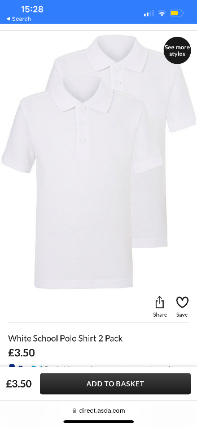 15:28
Search
See more
styles
Share
Save
White School Polo Shirt 2 Pack
£3.50
£3.50
ADD TO BASKET
direct.asda.com